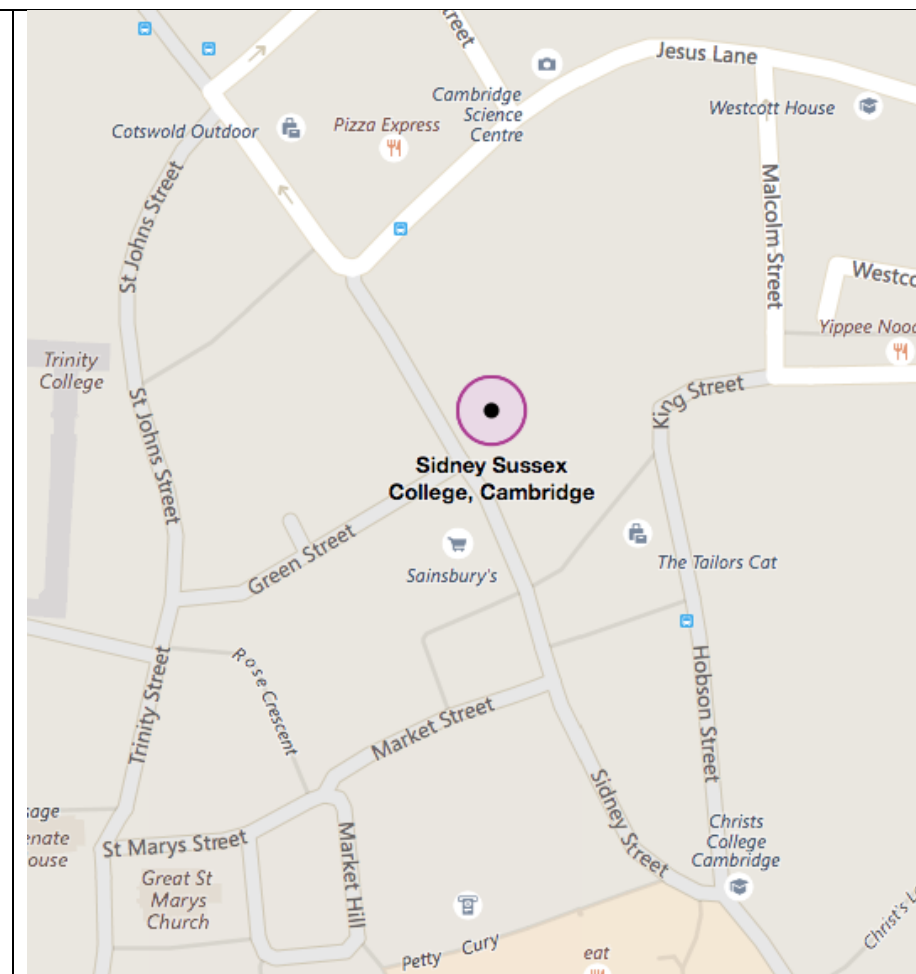 reet
Jesus Lane
Cambridge
Science
Centre
Westcott House
Cotswold Outdoor
Pizza Express
St Johns Street
Malcolm Street
Westco
Yippee Nood
Trinity
College
King Street
St Johns Street
Sidney Sussex
College, Cambridge
Green Street
Sainsbury's
The Tailors Cat
Rose Crescent
Trinity Street
Hobson Street
Market Street
Sidney Street
sage
enate
ouse
St Marys Street
Market Hill
Christs
College
Cambridge
Great St
Marys
Church
Christ's L
Petty Cury
eat